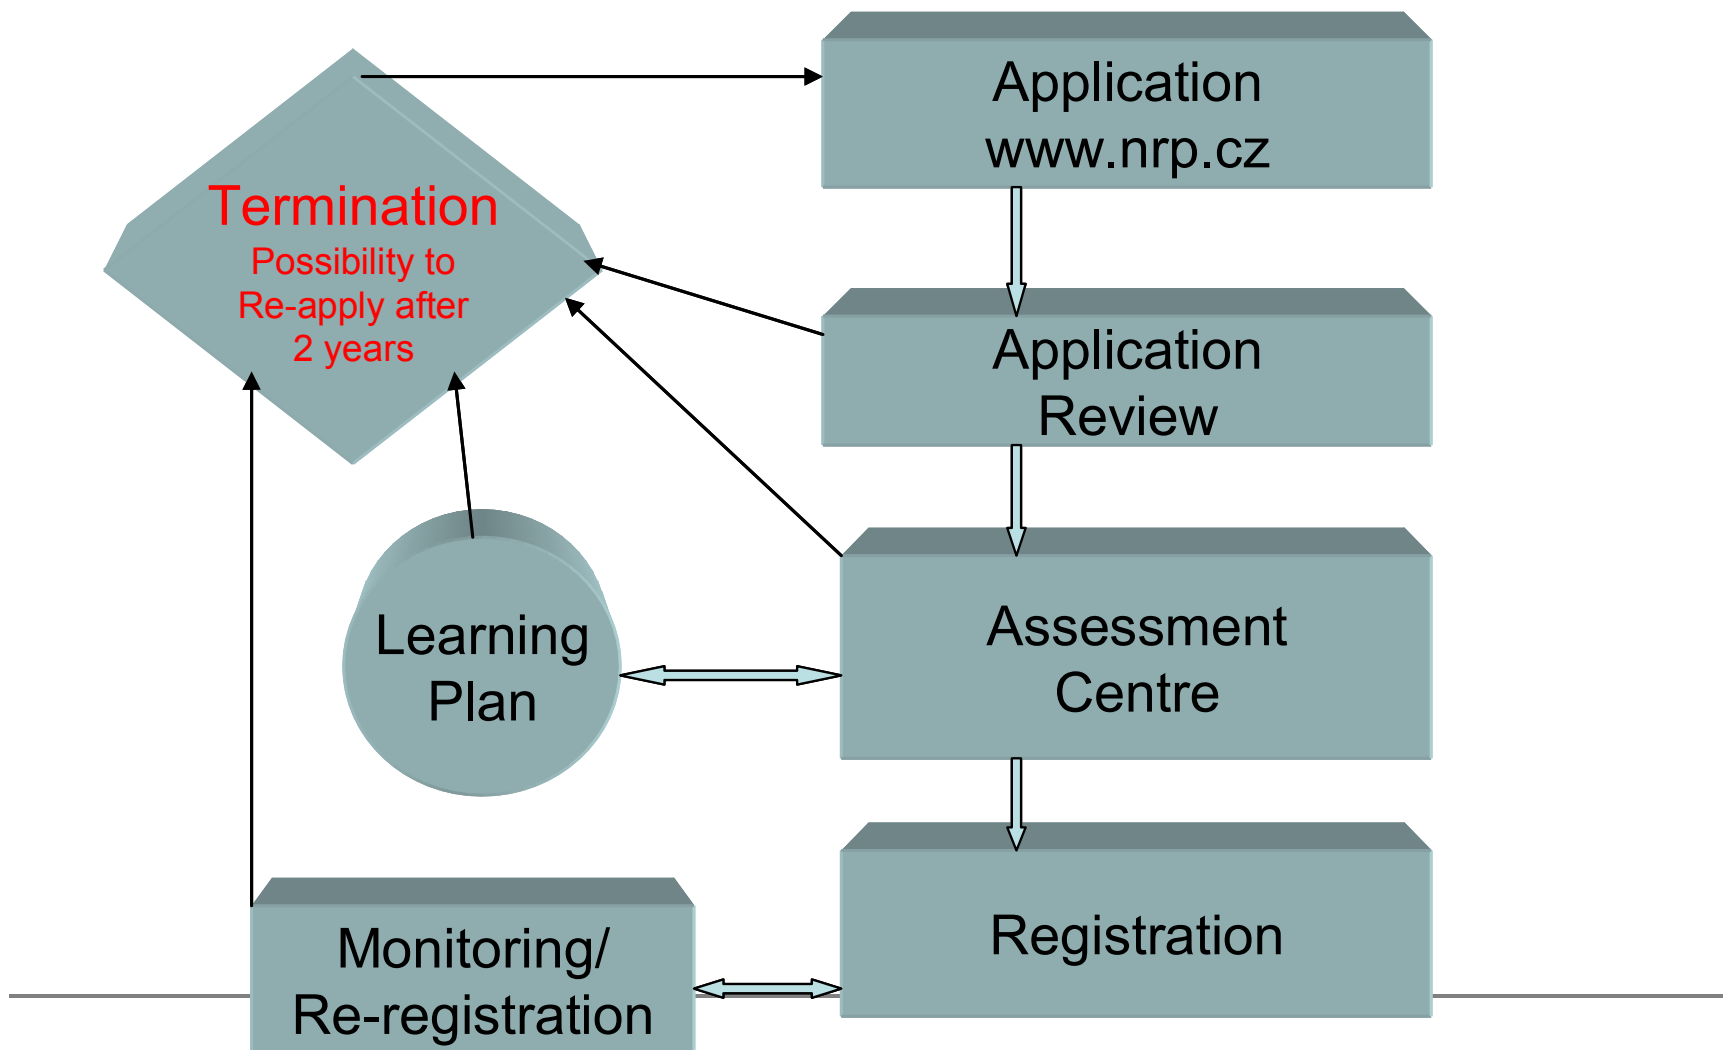 Application
www.nrp.cz
Termination
Possibility to
Re-apply after
2 years
Application
Review
Learning
Plan
Assessment
Centre
Registration
Monitoring/
Re-registration